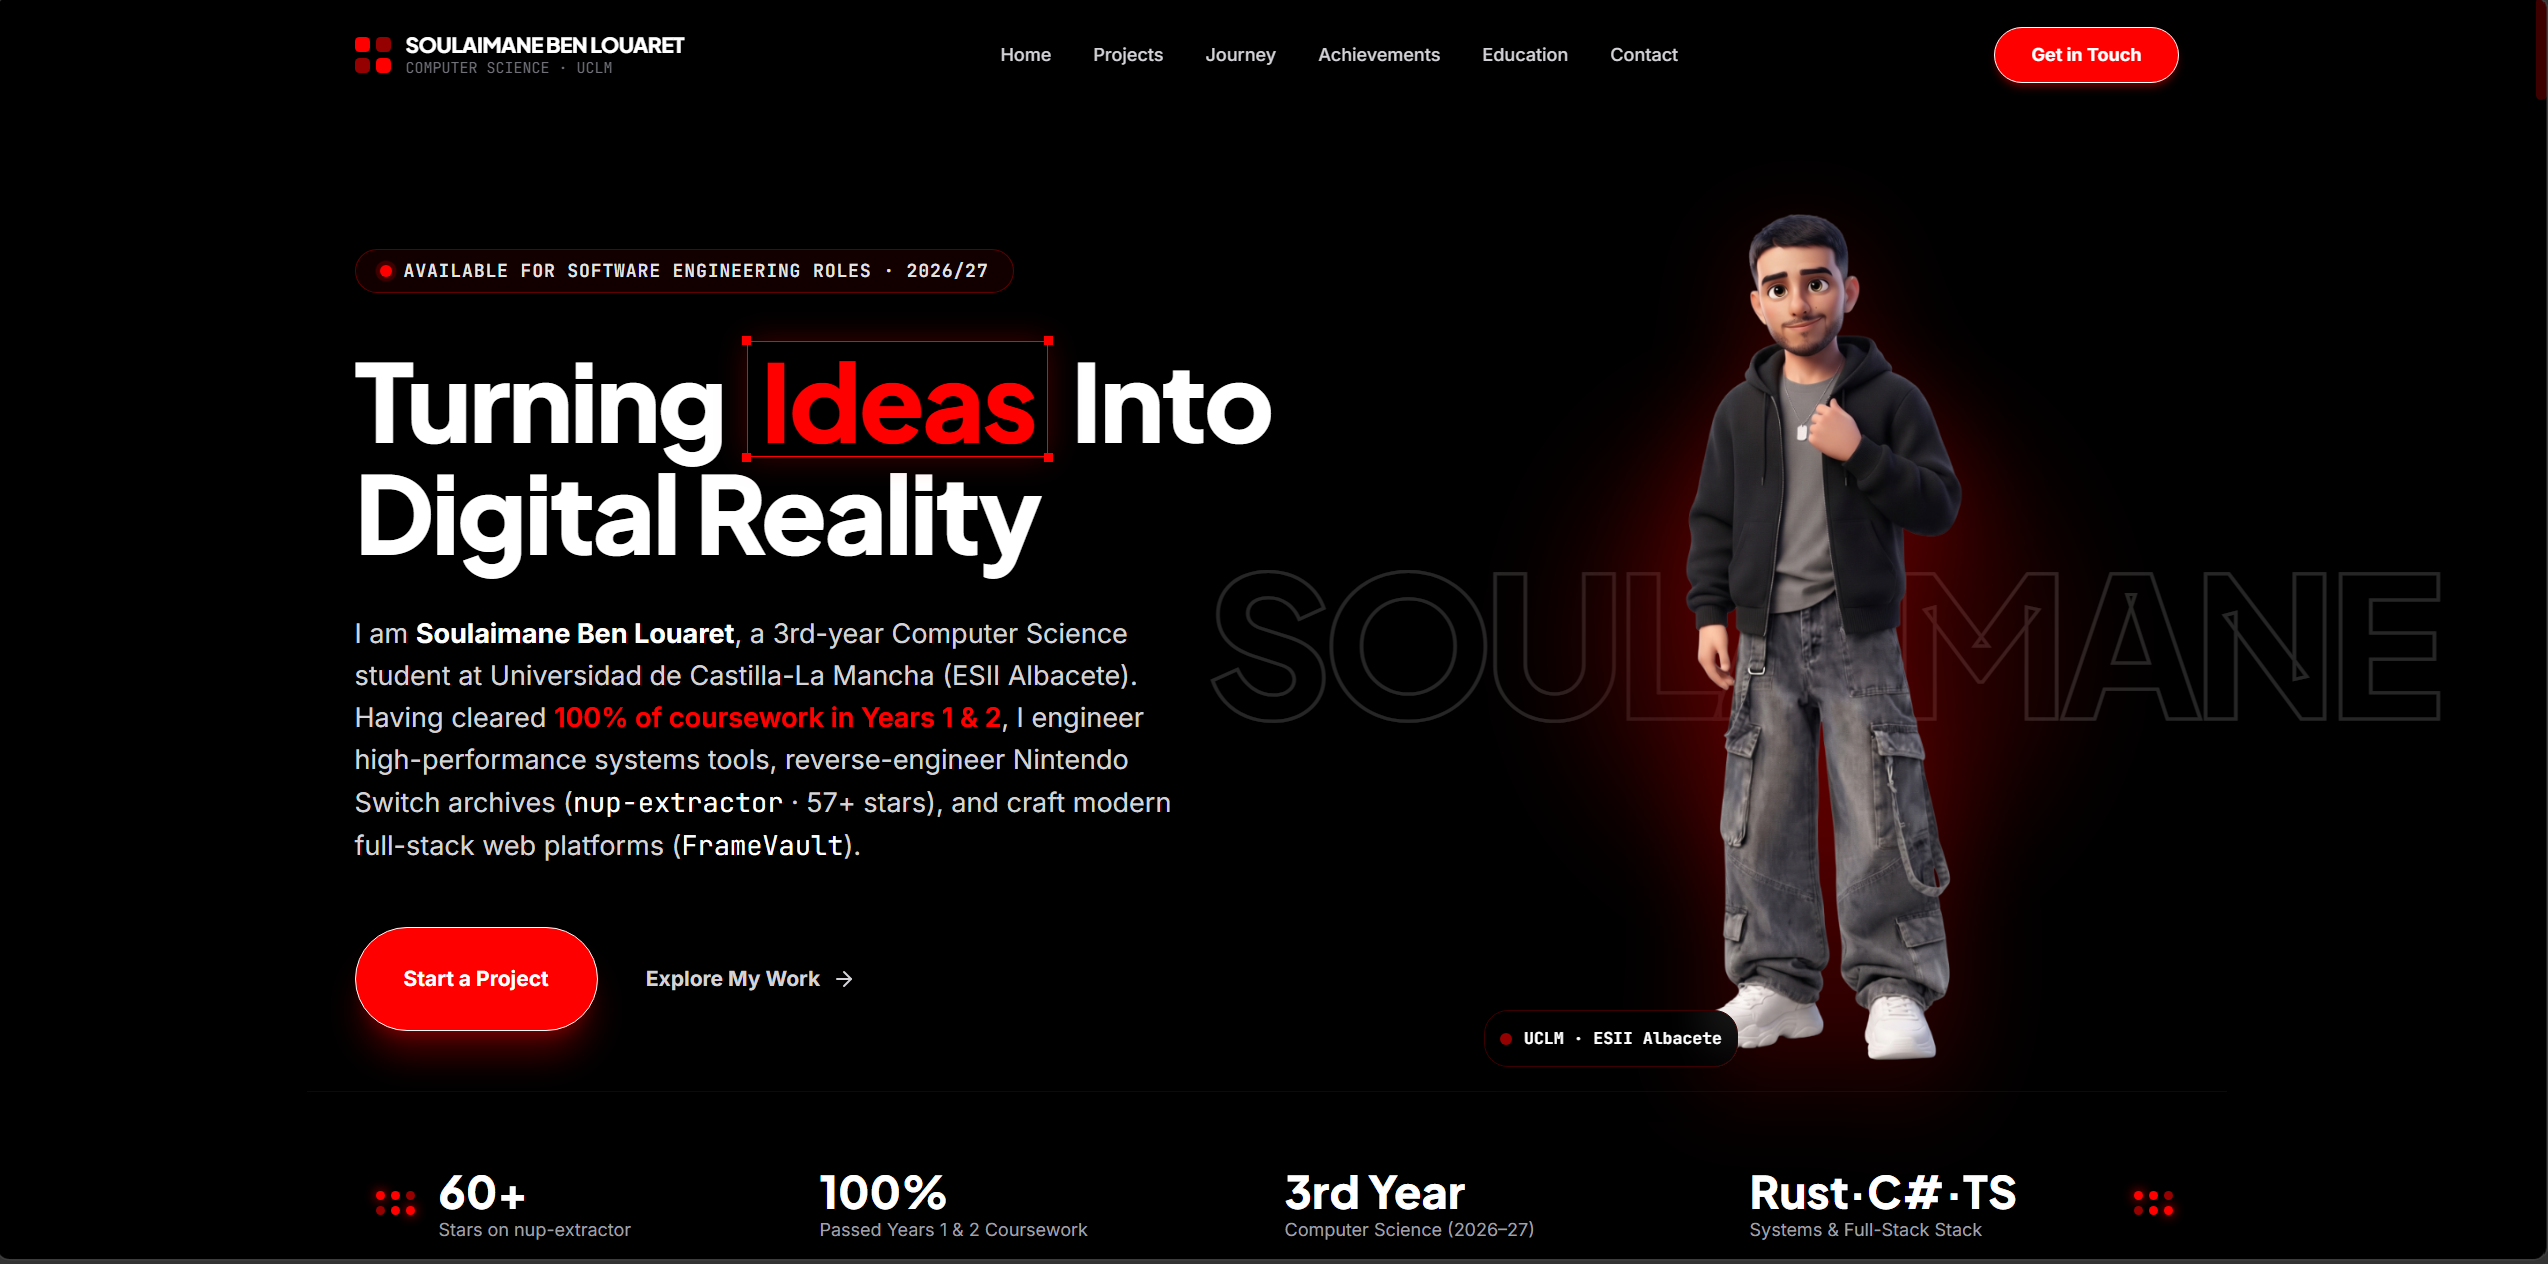 SOULAIMANE BEN LOUARET
COMPUTER SCIENCE · UCLM
Home
Projects
Journey
Achievements
Education
Contact
Get in Touch
AVAILABLE FOR SOFTWARE ENGINEERING ROLES · 2026/27
Turning Ideas Into
Digital Reality
I am Soulaimane Ben Louaret, a 3rd-year Computer Science
student at Universidad de Castilla-La Mancha (ESII Albacete).
Having cleared 100% of coursework in Years 1 & 2, I engineer
high-performance systems tools, reverse-engineer Nintendo
Switch archives (nup-extractor · 57+ stars), and craft modern
full-stack web platforms (FrameVault).
Start a Project
Explore My Work →
SOULAIMANE
UCLM · ESII Albacete
60+
Stars on nup-extractor
100%
Passed Years 1 & 2 Coursework
3rd Year
Computer Science (2026–27)
Rust·C#·TS
Systems & Full-Stack Stack